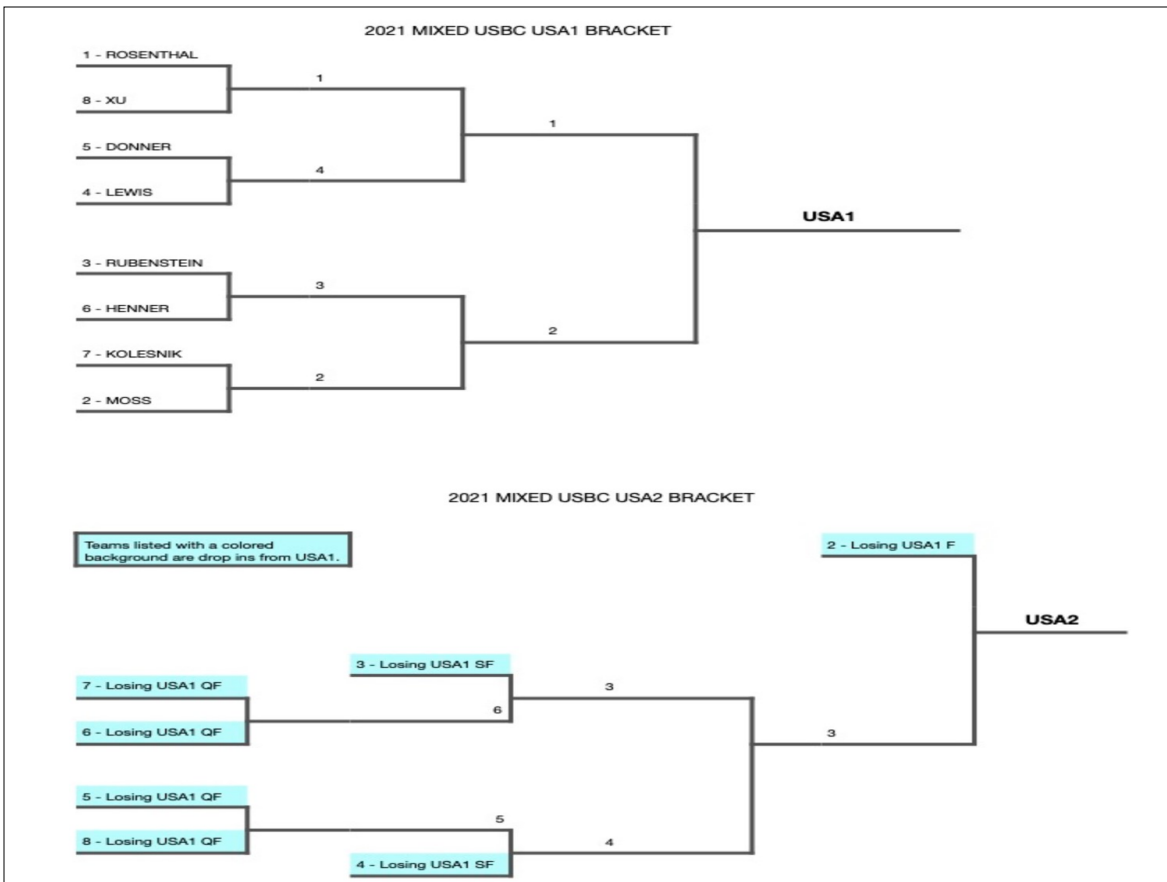 2021 MIXED USBC USA1 BRACKET
1 - ROSENTHAL
1
8 - XU
1
5 - DONNER
4
4 - LEWIS
USA1
3 - RUBENSTEIN
3
6 - HENNER
2
7 - KOLESNIK
2
2 - MOSS
2021 MIXED USBC USA2 BRACKET
Teams listed with a colored
background are drop ins from USA1.
2 - Losing USA1 F
USA2
3 - Losing USA1 SF
7 - Losing USA1 QF
3
6
6 - Losing USA1 QF
3
5 - Losing USA1 QF
5
8 - Losing USA1 QF
4
4 - Losing USA1 SF